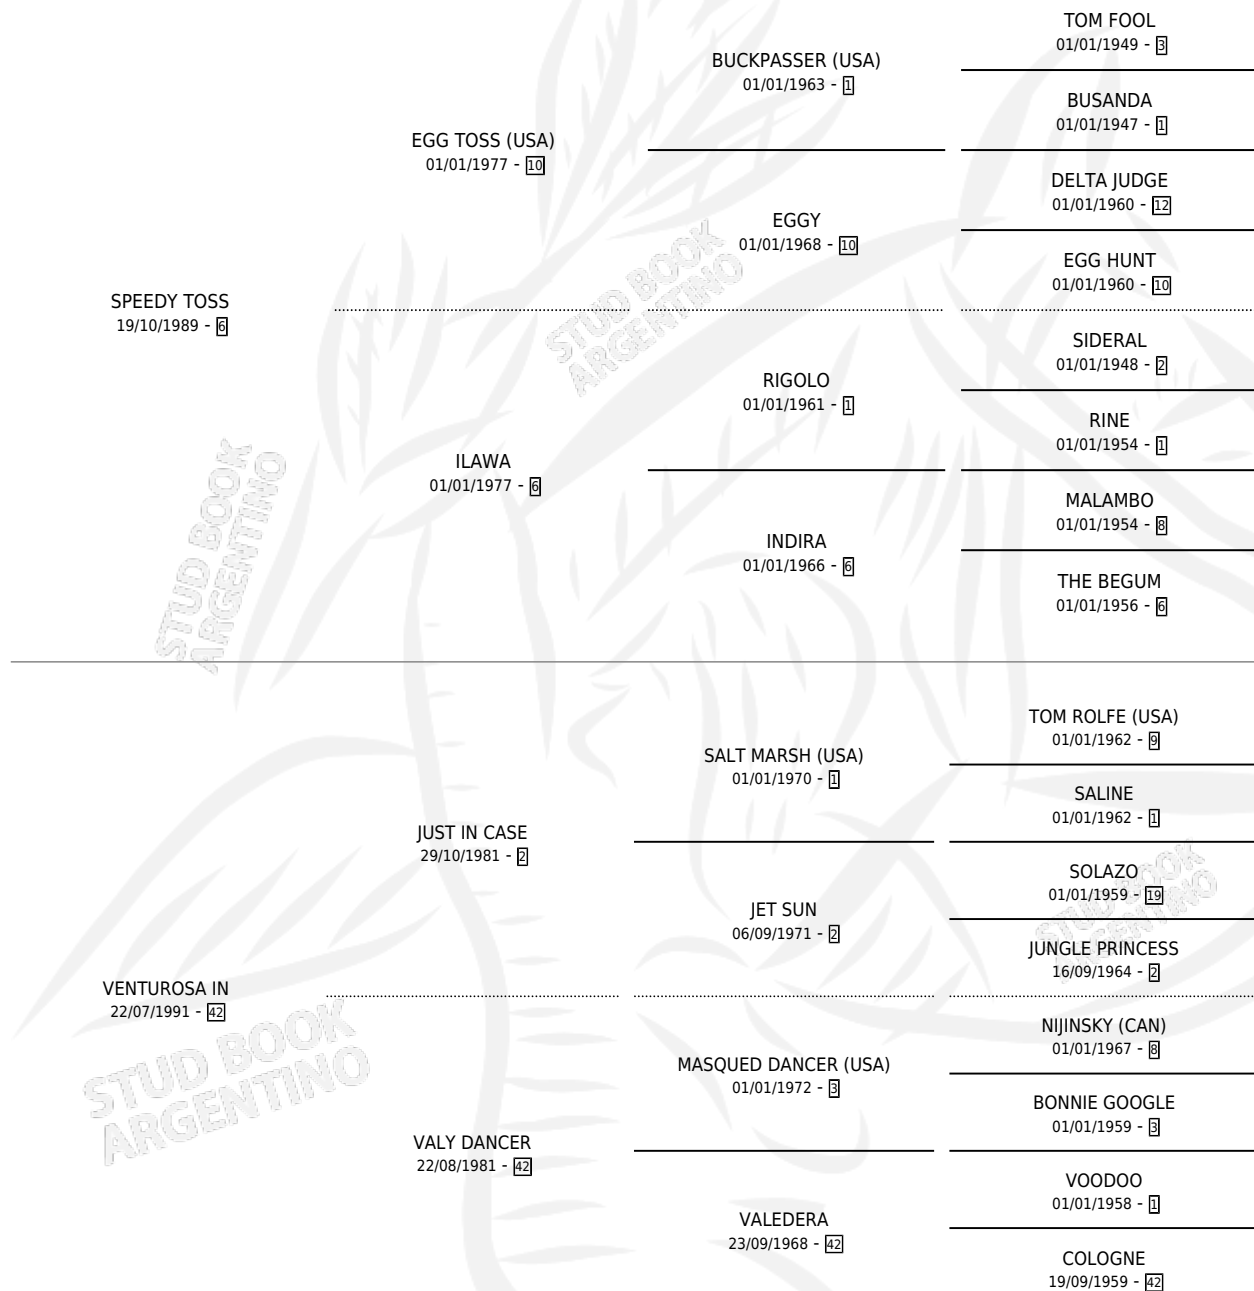 TOM FOOL
01/01/1949 - 3
BUCKPASSER (USA)
01/01/1963 - 1
BUSANDA
01/01/1947 - 1
EGG TOSS (USA)
01/01/1977 - 10
DELTA JUDGE
01/01/1960 - 12
EGGY
01/01/1968 - 10
EGG HUNT
01/01/1960 - 10
SPEEDY TOSS
19/10/1989 - 6
SIDERAL
01/01/1948 - 2
RIGOLO
01/01/1961 - 1
RINE
01/01/1954 - 1
ILAWA
01/01/1977 - 6
MALAMBO
01/01/1954 - 8
INDIRA
01/01/1966 - 6
THE BEGUM
01/01/1956 - 6
STUD BOOK
ARGENTINO
STUD BOOK
ARGENTINO
TOM ROLFE (USA)
01/01/1962 - 9
SALT MARSH (USA)
01/01/1970 - 1
SALINE
01/01/1962 - 1
JUST IN CASE
29/10/1981 - 2
SOLAZO
01/01/1959 - 19
JET SUN
06/09/1971 - 2
JUNGLE PRINCESS
16/09/1964 - 2
VENTUROSA IN
22/07/1991 - 42
NIJINSKY (CAN)
01/01/1967 - 8
MASQUED DANCER (USA)
01/01/1972 - 3
BONNIE GOOGLE
01/01/1959 - 3
VALY DANCER
22/08/1981 - 42
VOODOO
01/01/1958 - 1
VALEDERA
23/09/1968 - 42
COLOGNE
19/09/1959 - 42
STUD BOOK
ARGENTINO
STUD BOOK
ARGENTINO